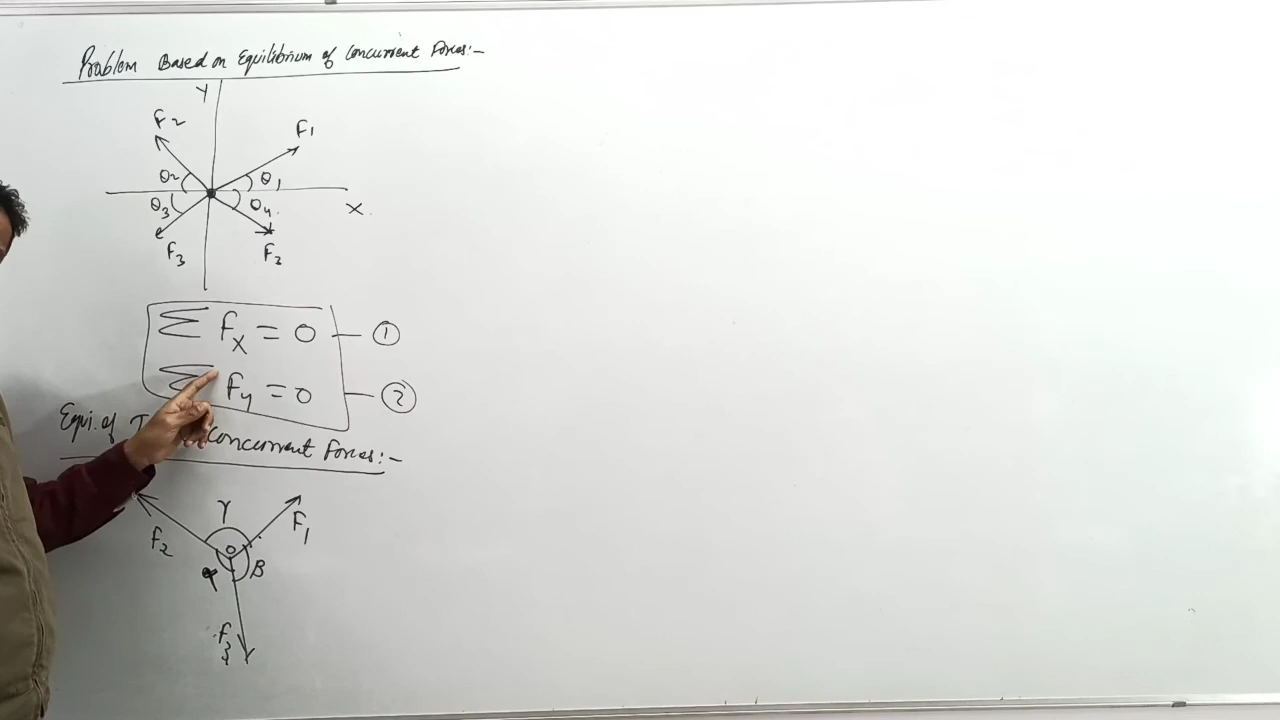 Problem Based on Equilibrium of Concurrent Forces:-
Y
F2
F1
θ2
θ1
θ3
θ4
X
F3
F2
Σ Fx = 0 — ①
Σ Fy = 0 — ②
Equi. of Concurrent Forces:-
γ
F1
F2
α
B
F3